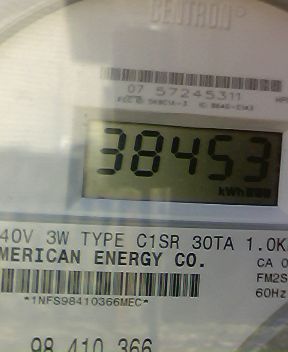 CENTRON®
07 57245311
38453
kWh
40V 3W TYPE C1SR 30TA 1.0K
MERICAN ENERGY CO.
CA 0
FM2S
60Hz
*1NFS98410366MEC*
98 410 366